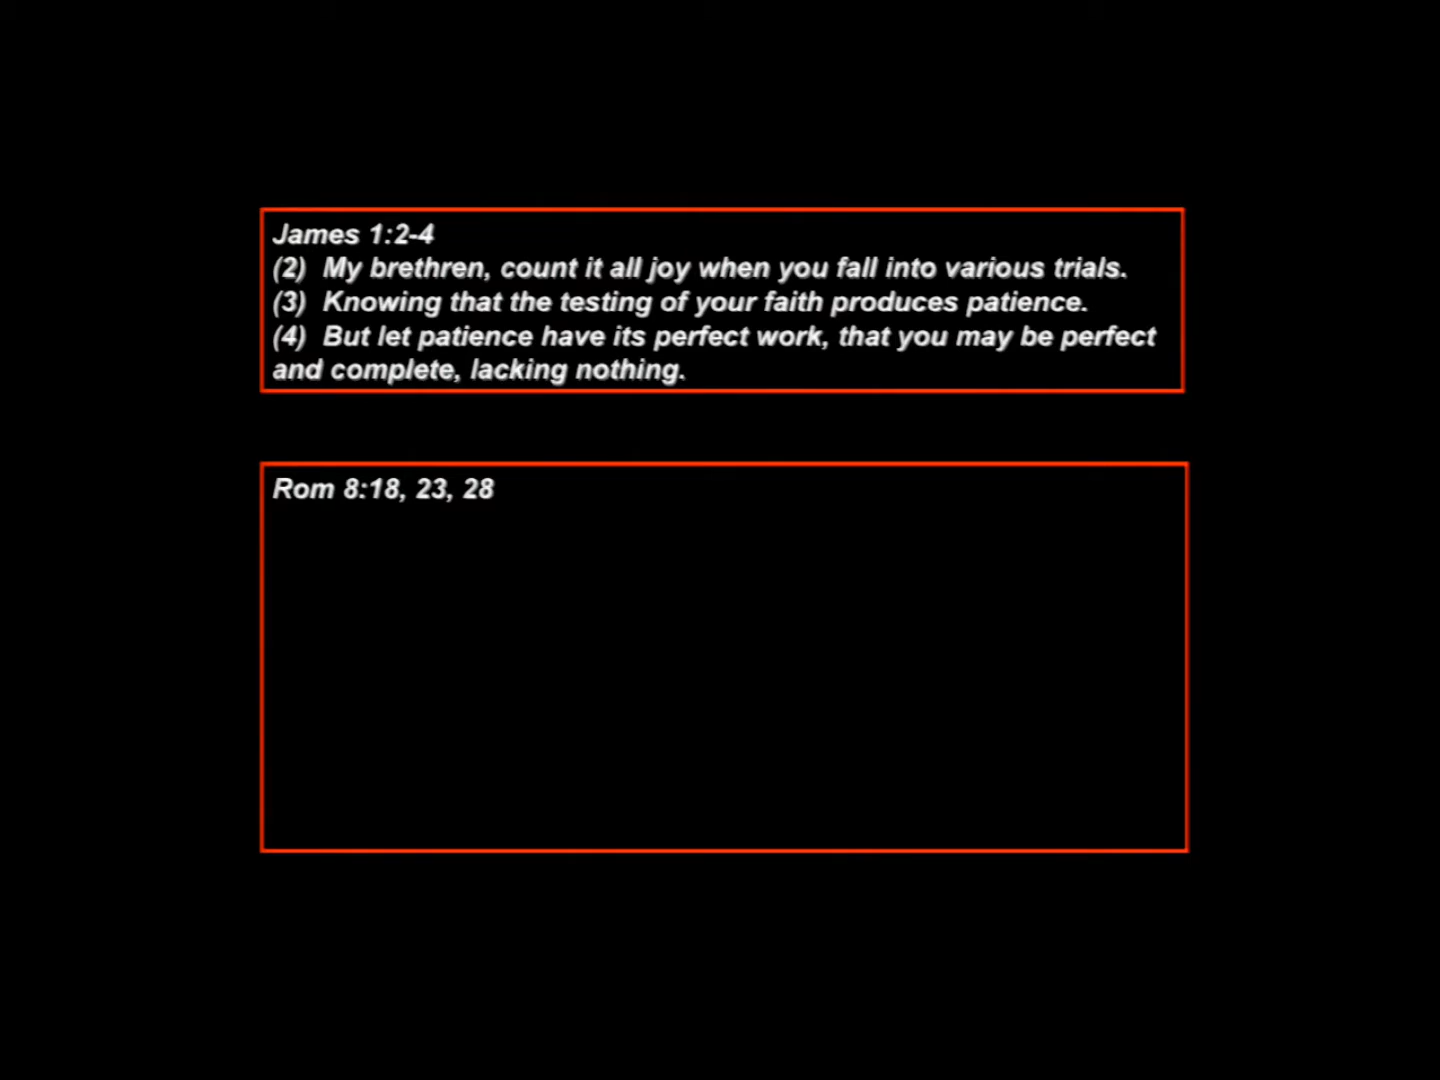 James 1:2-4
(2) My brethren, count it all joy when you fall into various trials.
(3) Knowing that the testing of your faith produces patience.
(4) But let patience have its perfect work, that you may be perfect
and complete, lacking nothing.
Rom 8:18, 23, 28